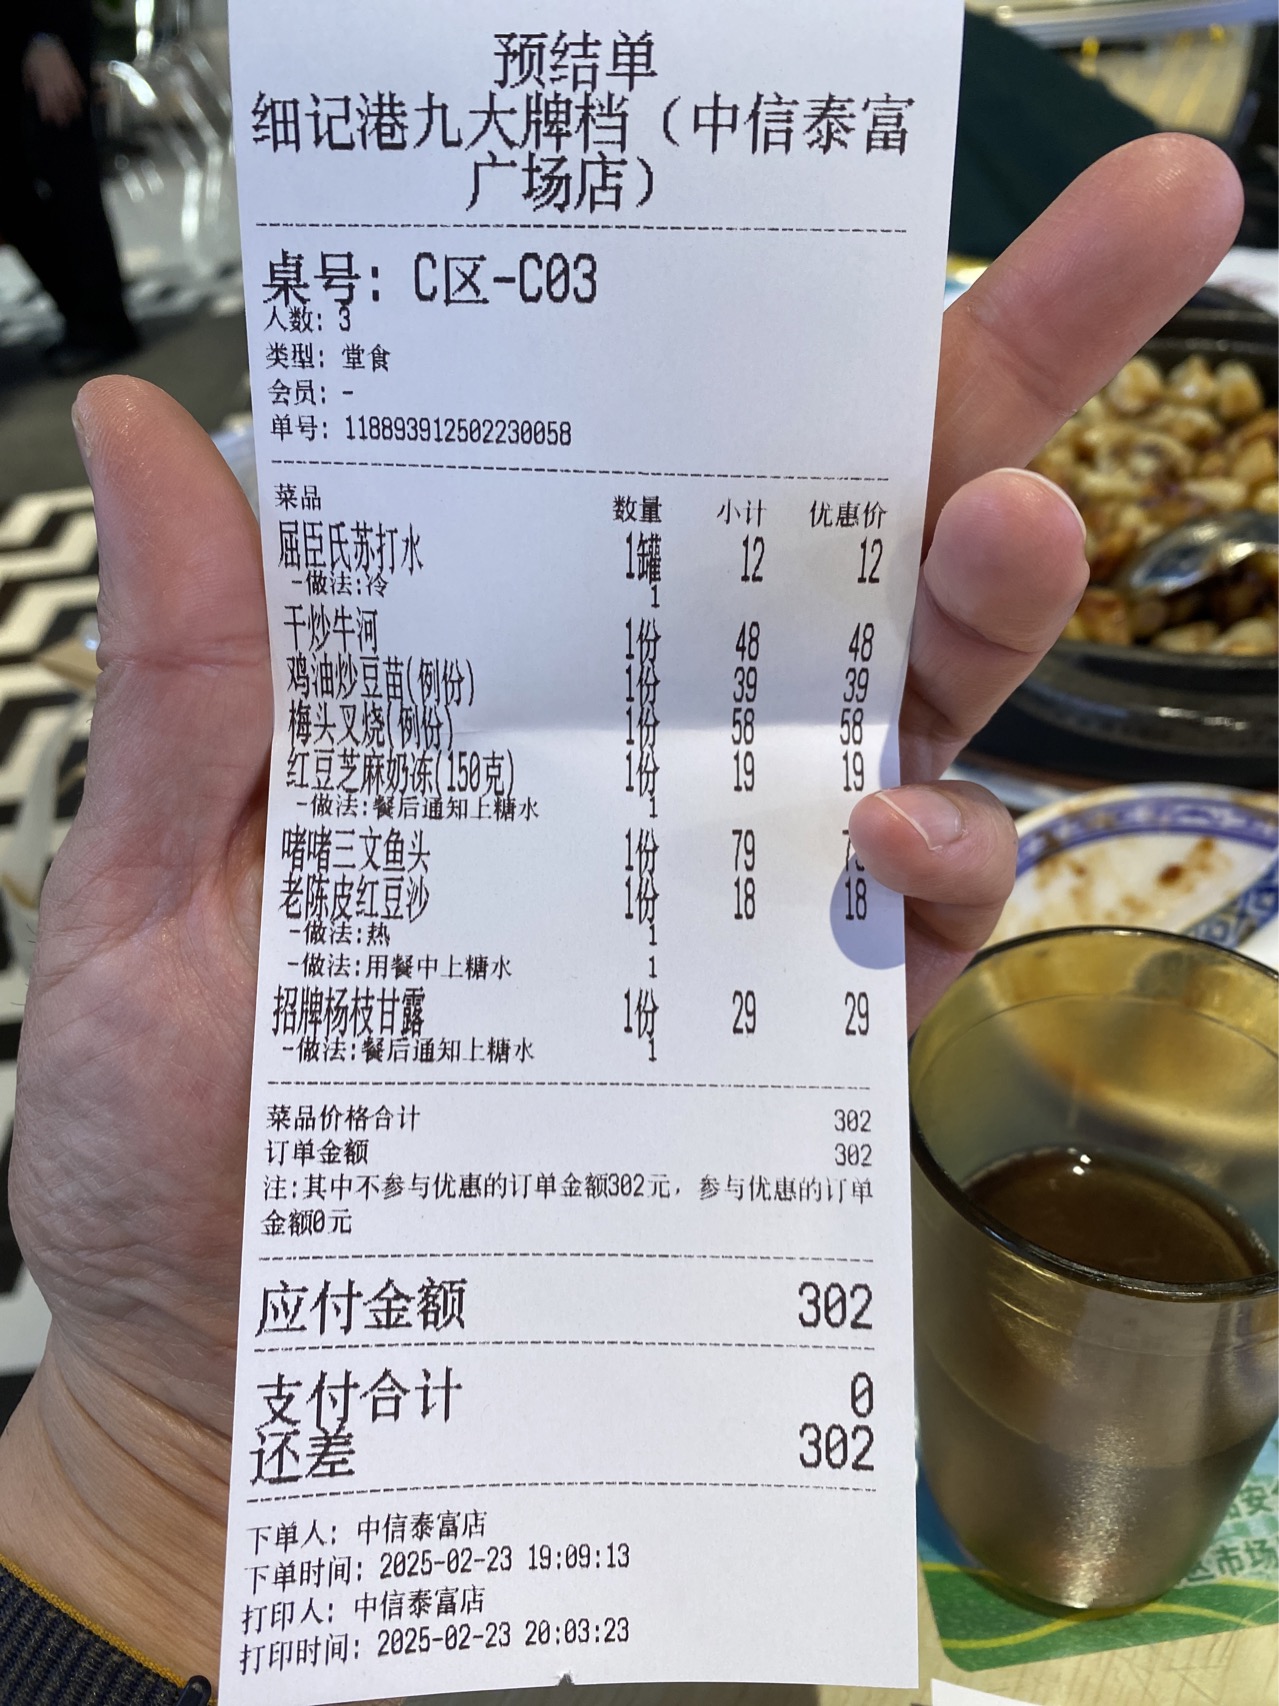 预结单
细记港九大牌档（中信泰富
广场店）
桌号: C区-C03
人数: 3
类型: 堂食
会员: -
单号: 118893912502230058
菜品 数量 小计 优惠价
屈臣氏苏打水 1罐 12 12
-做法:冷 1
干炒牛河 1份 48 48
鸡油炒豆苗(例份) 1份 39 39
梅头叉烧(例份) 1份 58 58
红豆芝麻奶冻(150克) 1份 19 19
-做法:餐后通知上糖水 1
啫啫三文鱼头 1份 79
老陈皮红豆沙 1份 18 18
-做法:热 1
-做法:用餐中上糖水 1
招牌杨枝甘露 1份 29 29
-做法:餐后通知上糖水 1
菜品价格合计 302
订单金额 302
注:其中不参与优惠的订单金额302元，参与优惠的订单
金额0元
应付金额 302
支付合计 0
还差 302
下单人: 中信泰富店
下单时间: 2025-02-23 19:09:13
打印人: 中信泰富店
打印时间: 2025-02-23 20:03:23
区市场